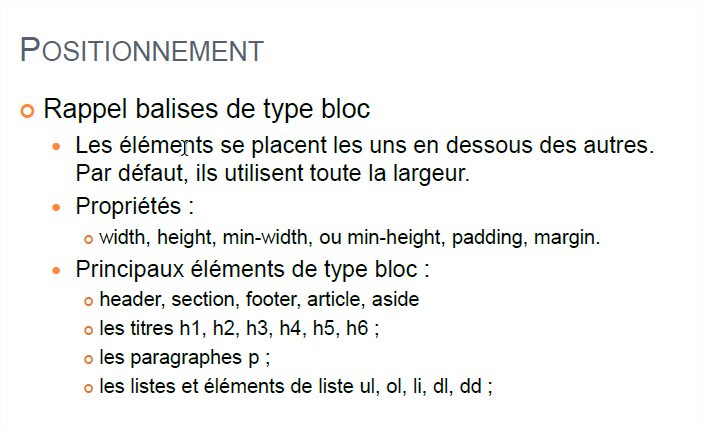 POSITIONNEMENT
Rappel balises de type bloc
Les éléments se placent les uns en dessous des autres.
Par défaut, ils utilisent toute la largeur.
Propriétés :
width, height, min-width, ou min-height, padding, margin.
Principaux éléments de type bloc :
header, section, footer, article, aside
les titres h1, h2, h3, h4, h5, h6 ;
les paragraphes p ;
les listes et éléments de liste ul, ol, li, dl, dd ;